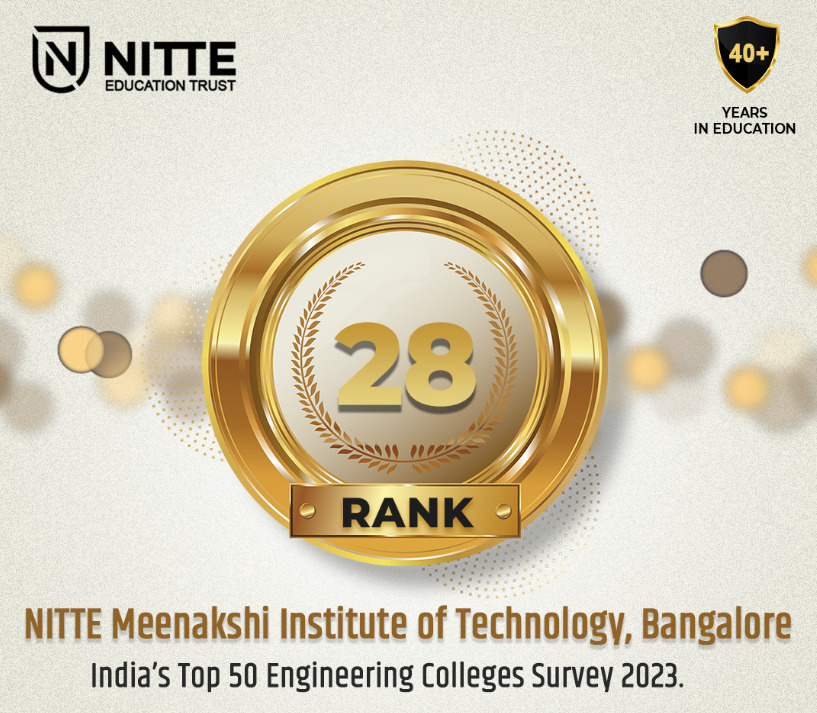 N NITTE
EDUCATION TRUST
40+
YEARS
IN EDUCATION
28
RANK
NITTE Meenakshi Institute of Technology, Bangalore
India's Top 50 Engineering Colleges Survey 2023.